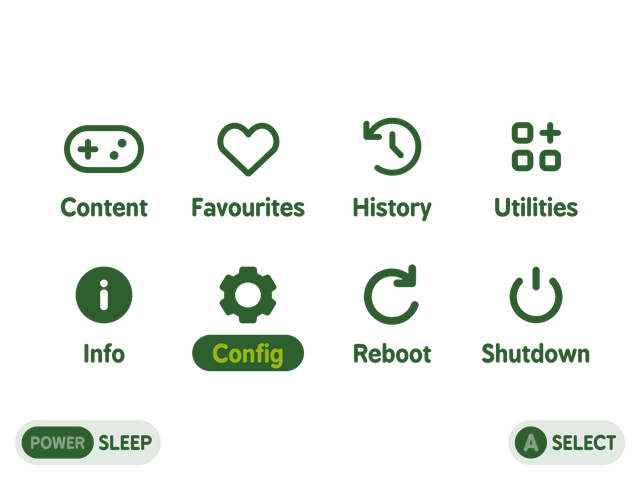 Content Favourites History Utilities
Info Config Reboot Shutdown
POWER SLEEP A SELECT